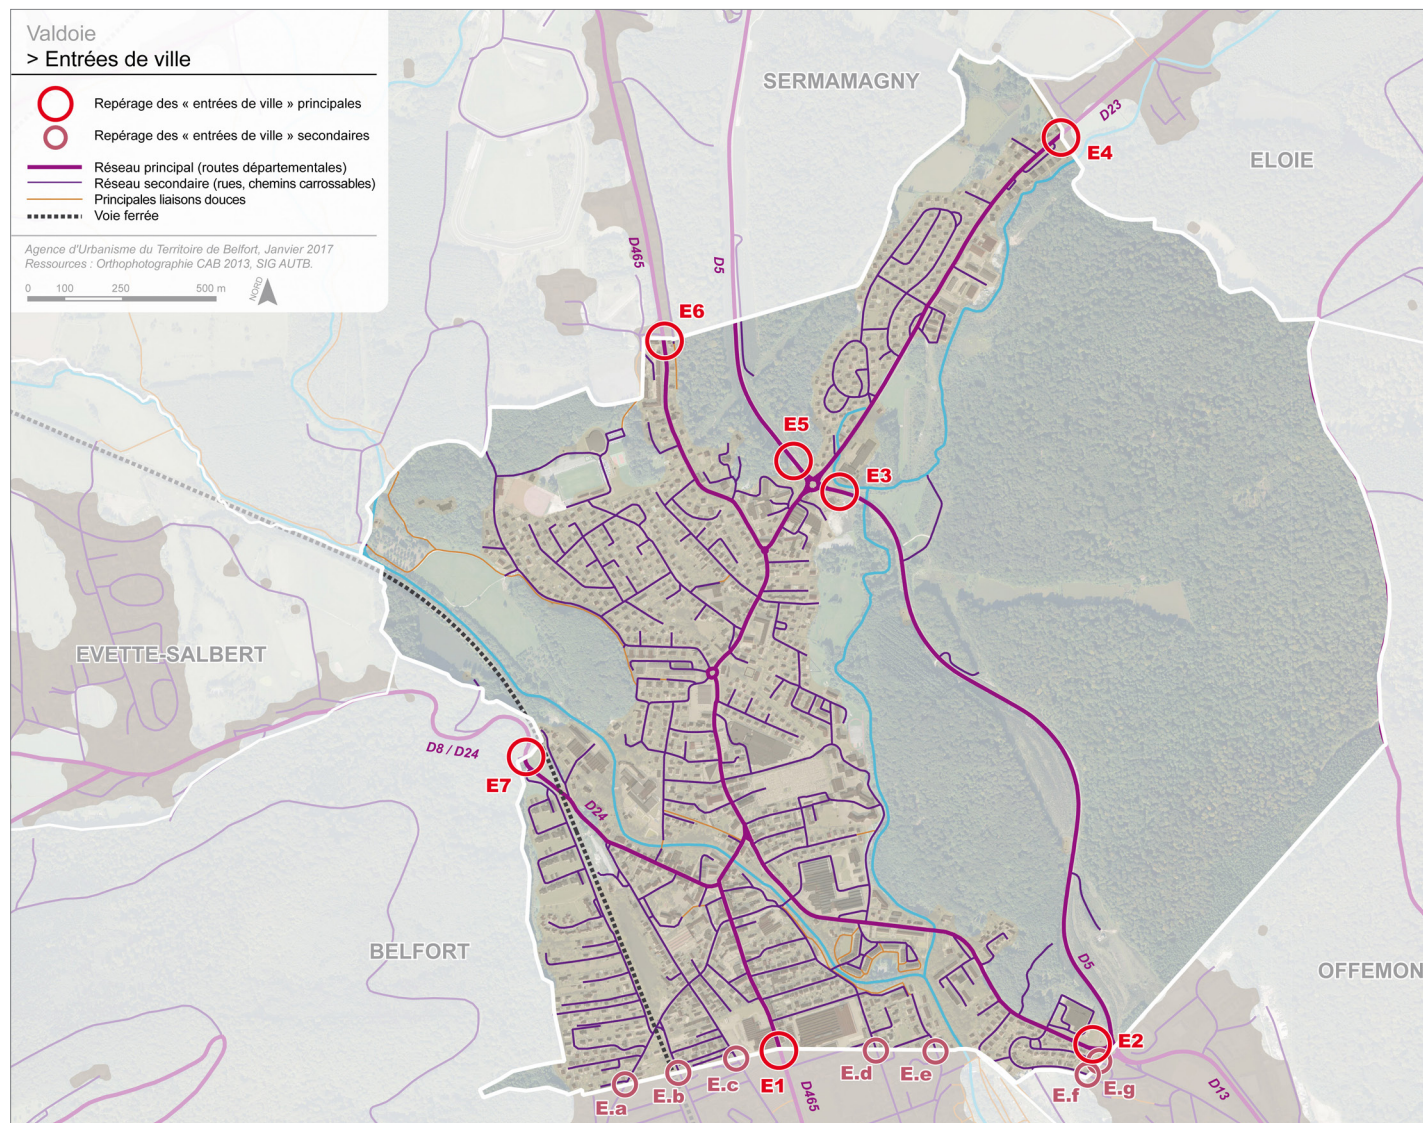 Valdoie
> Entrées de ville
Repérage des « entrées de ville » principales
Repérage des « entrées de ville » secondaires
Réseau principal (routes départementales)
Réseau secondaire (rues, chemins carrossables)
Principales liaisons douces
Voie ferrée
Agence d'Urbanisme du Territoire de Belfort, Janvier 2017
Ressources : Orthophotographie CAB 2013, SIG AUTB.
0 100 250 500 m
NORD
SERMAMAGNY
D23
E4
ELOIE
D465
D5
E6
E5
E3
EVETTE-SALBERT
D8 / D24
E7
D24
BELFORT
D5
OFFEMON
E2
E.a
E.b
E.c
E1
E.d
E.e
E.f
E.g
D465
D13